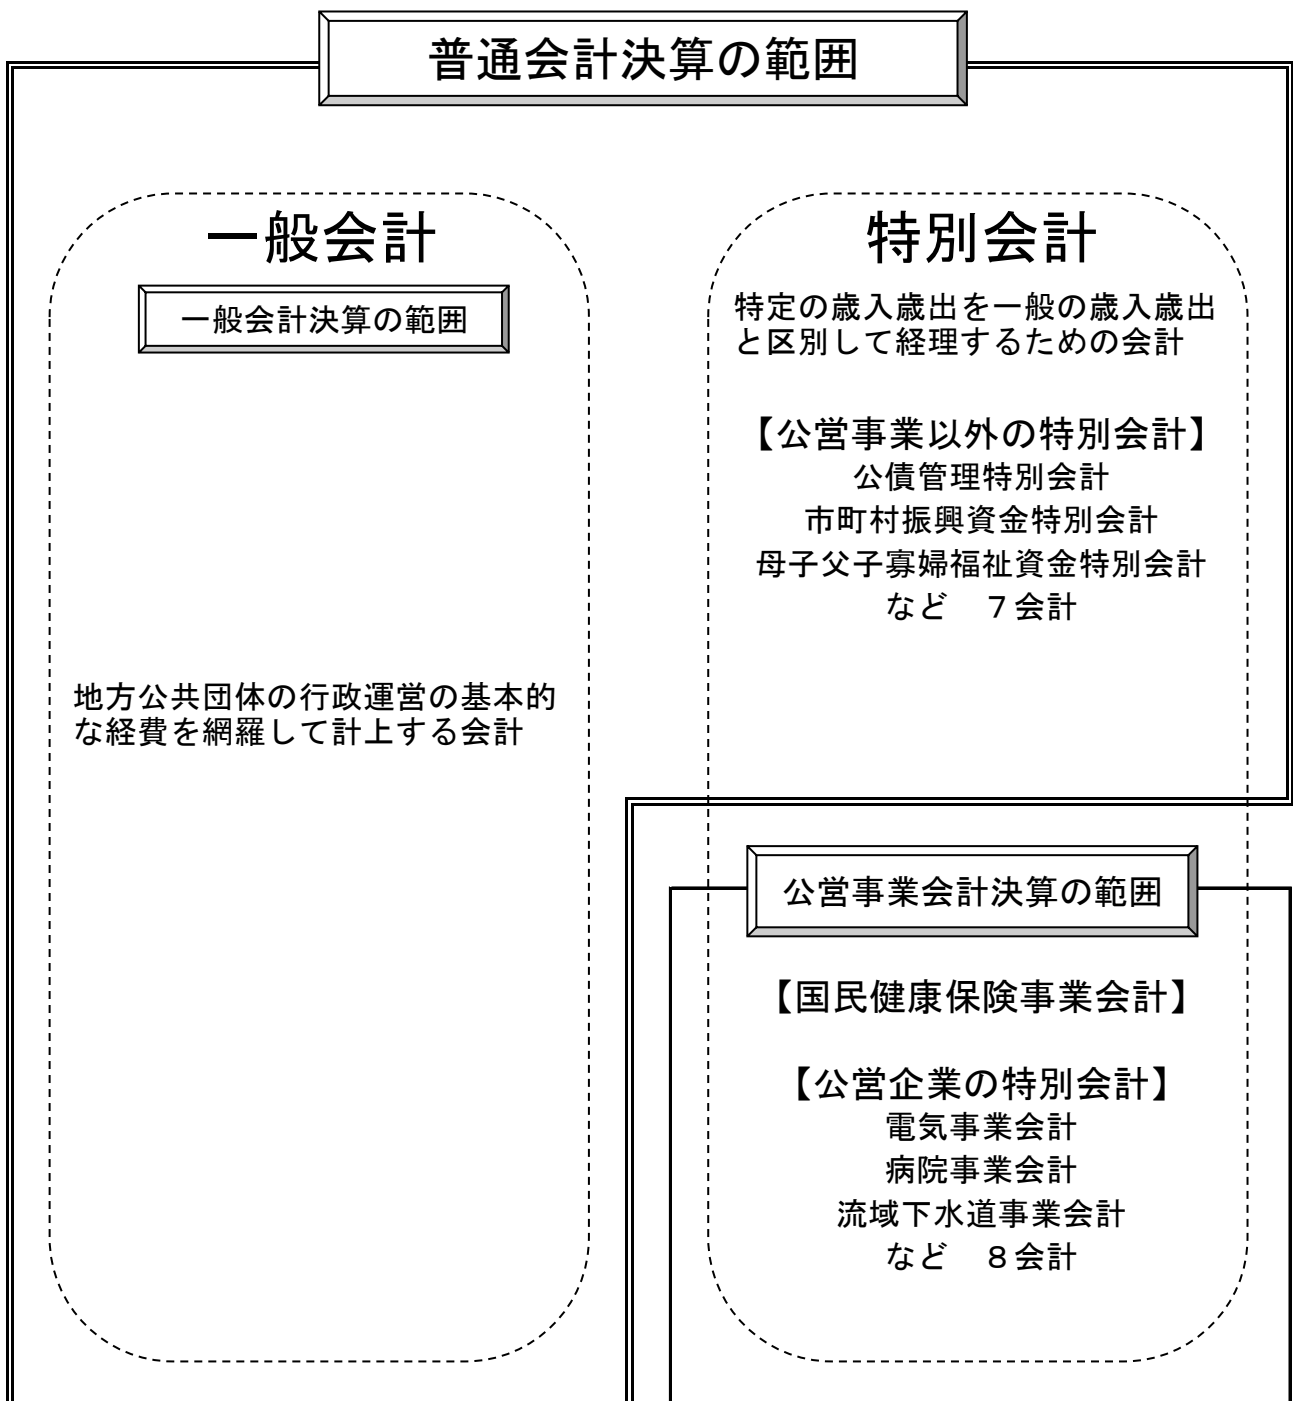 普通会計決算の範囲
一般会計
一般会計決算の範囲
地方公共団体の行政運営の基本的
な経費を網羅して計上する会計
特別会計
特定の歳入歳出を一般の歳入歳出
と区別して経理するための会計
【公営事業以外の特別会計】
公債管理特別会計
市町村振興資金特別会計
母子父子寡婦福祉資金特別会計
など　７会計
公営事業会計決算の範囲
【国民健康保険事業会計】
【公営企業の特別会計】
電気事業会計
病院事業会計
流域下水道事業会計
など　８会計